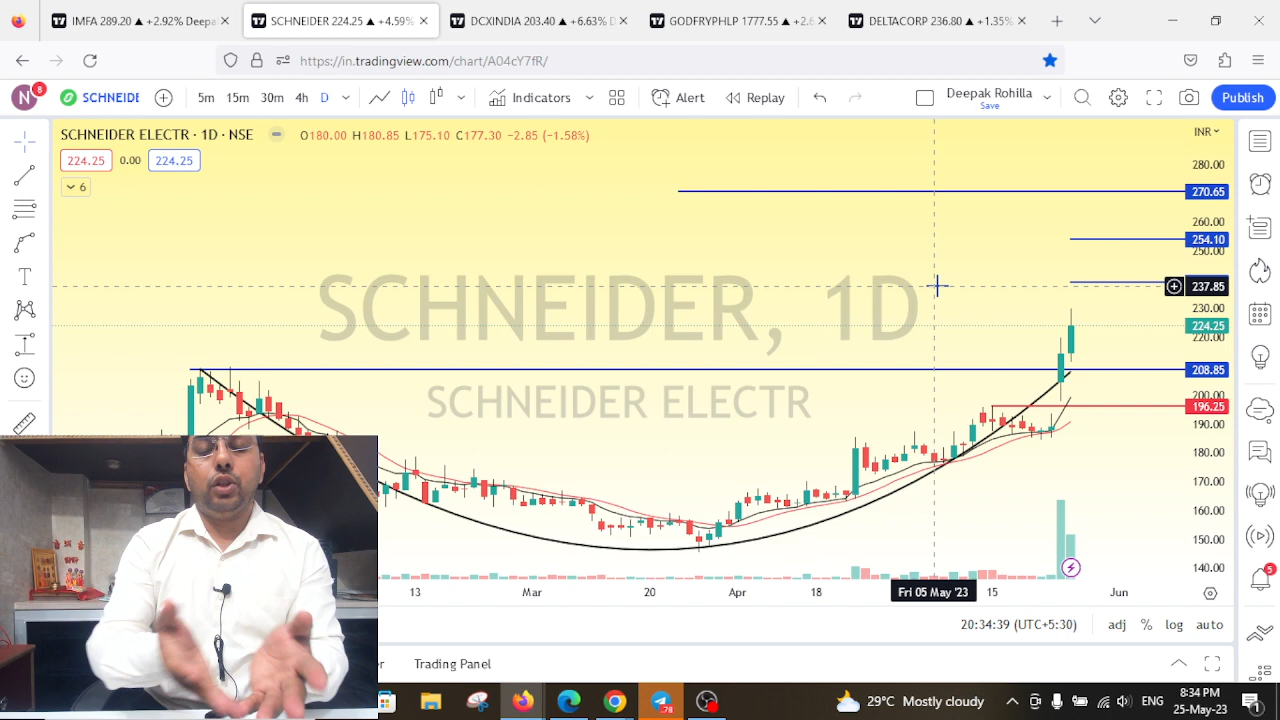 IMFA 289.20 ▲ +2.92% Deepa
SCHNEIDER 224.25 ▲ +4.59%
DCXINDIA 203.40 ▲ +6.63% D
GODFRYPHLP 1777.55 ▲ +2.6
DELTACORP 236.80 ▲ +1.35%
https://in.tradingview.com/chart/A04cY7fR/
N 8 SCHNEIDE 5m 15m 30m 4h D Indicators Alert Replay Deepak Rohilla Save Publish
SCHNEIDER ELECTR · 1D · NSE O180.00 H180.85 L175.10 C177.30 -2.85 (-1.58%) INR
224.25 0.00 224.25
6
280.00
270.65
260.00
254.10
250.00
237.85
230.00
224.25
220.00
208.85
200.00
196.25
190.00
180.00
170.00
160.00
150.00
140.00
SCHNEIDER, 1D
SCHNEIDER ELECTR
13 Mar 20 Apr 18 Fri 05 May '23 15 Jun
20:34:39 (UTC+5:30) adj % log auto
5
er Trading Panel
78
29°C Mostly cloudy ENG 8:34 PM
25-May-23 1